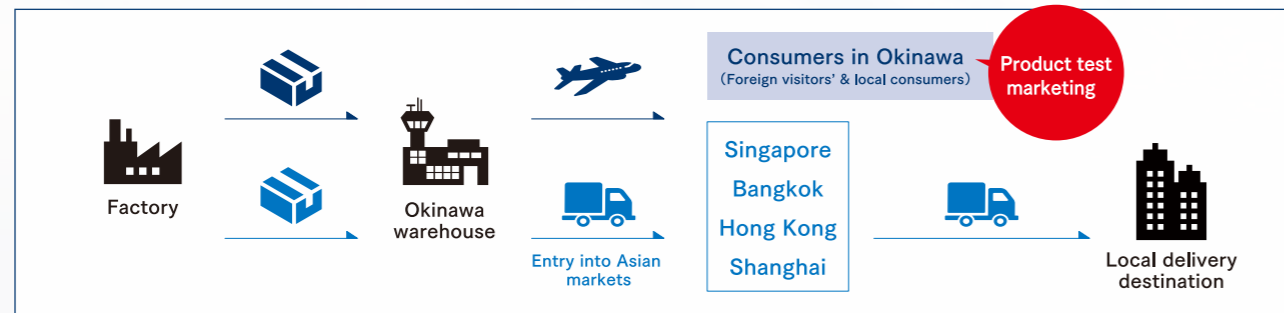 Factory
Okinawa
warehouse
Entry into Asian
markets
Consumers in Okinawa
(Foreign visitors' & local consumers)
Product test
marketing
Singapore
Bangkok
Hong Kong
Shanghai
Local delivery
destination